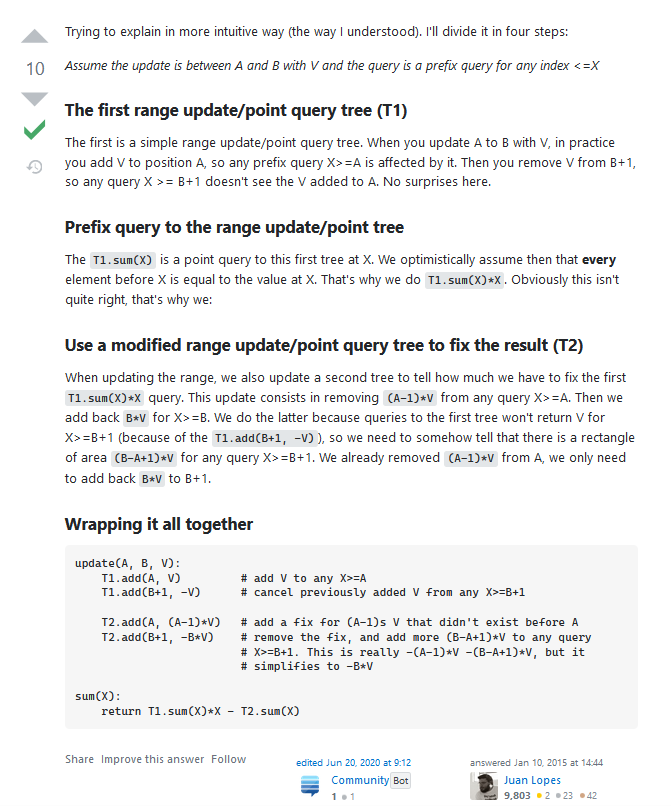 Trying to explain in more intuitive way (the way I understood). I'll divide it in four steps:
10
Assume the update is between A and B with V and the query is a prefix query for any index <=X
The first range update/point query tree (T1)
The first is a simple range update/point query tree. When you update A to B with V, in practice
you add V to position A, so any prefix query X>=A is affected by it. Then you remove V from B+1,
so any query X >= B+1 doesn't see the V added to A. No surprises here.
Prefix query to the range update/point tree
The T1.sum(X) is a point query to this first tree at X. We optimistically assume then that every
element before X is equal to the value at X. That's why we do T1.sum(X)*X. Obviously this isn't
quite right, that's why we:
Use a modified range update/point query tree to fix the result (T2)
When updating the range, we also update a second tree to tell how much we have to fix the first
T1.sum(X)*X query. This update consists in removing (A-1)*V from any query X>=A. Then we
add back B*V for X>=B. We do the latter because queries to the first tree won't return V for
X>=B+1 (because of the T1.add(B+1, -V)), so we need to somehow tell that there is a rectangle
of area (B-A+1)*V for any query X>=B+1. We already removed (A-1)*V from A, we only need
to add back B*V to B+1.
Wrapping it all together
update(A, B, V):
    T1.add(A, V)        # add V to any X>=A
    T1.add(B+1, -V)     # cancel previously added V from any X>=B+1
    T2.add(A, (A-1)*V)  # add a fix for (A-1)s V that didn't exist before A
    T2.add(B+1, -B*V)   # remove the fix, and add more (B-A+1)*V to any query
                        # X>=B+1. This is really -(A-1)*V -(B-A+1)*V, but it
                        # simplifies to -B*V
sum(X):
    return T1.sum(X)*X - T2.sum(X)
Share Improve this answer Follow
edited Jun 20, 2020 at 9:12
Community Bot
1 1
answered Jan 10, 2015 at 14:44
Juan Lopes
9,803 2 23 42